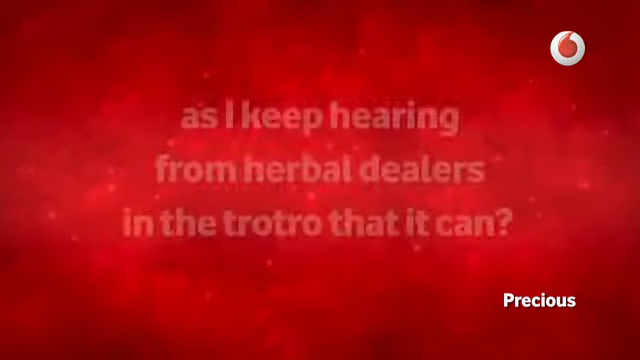 as I keep hearing
from herbal dealers
in the trotro that it can?
Precious